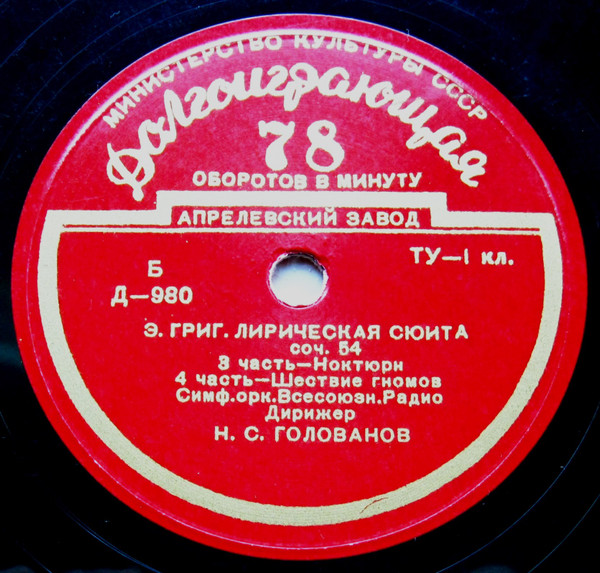 МИНИСТЕРСТВО КУЛЬТУРЫ СССР
Долгоиграющая
78
ОБОРОТОВ В МИНУТУ
АПРЕЛЕВСКИЙ ЗАВОД
ТУ—I кл.
Б
Д—980
Э. ГРИГ. ЛИРИЧЕСКАЯ СЮИТА
соч. 54
3 часть—Ноктюрн
4 часть—Шествие гномов
Симф.орк.Всесоюзн.Радио
Дирижер
Н. С. ГОЛОВАНОВ